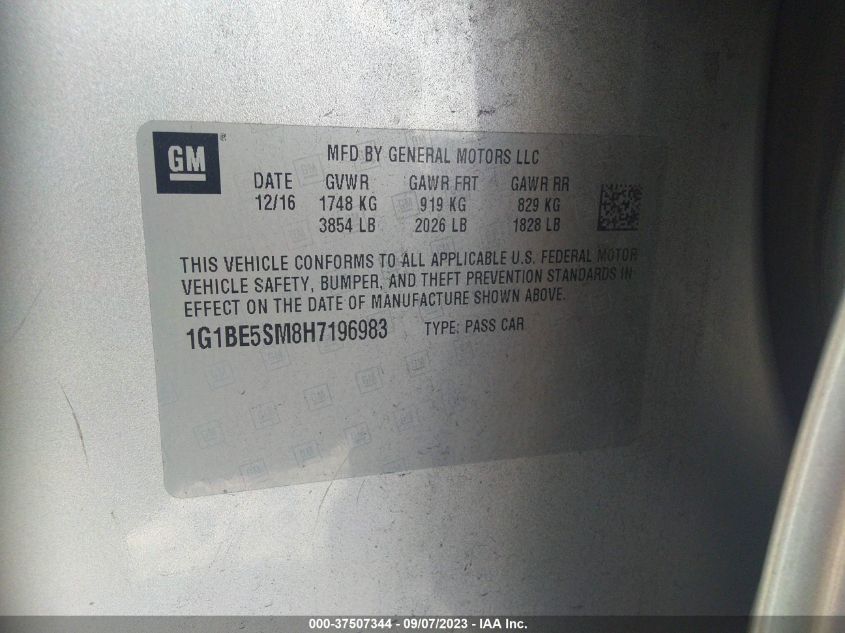 GM ®
MFD BY GENERAL MOTORS LLC
DATE GVWR GAWR FRT GAWR RR
12/16 1748 KG 919 KG 829 KG
3854 LB 2026 LB 1828 LB
THIS VEHICLE CONFORMS TO ALL APPLICABLE U.S. FEDERAL MOTOR
VEHICLE SAFETY, BUMPER, AND THEFT PREVENTION STANDARDS IN
EFFECT ON THE DATE OF MANUFACTURE SHOWN ABOVE.
1G1BE5SM8H7196983 TYPE: PASS CAR
000-37507344 - 09/07/2023 - IAA Inc.